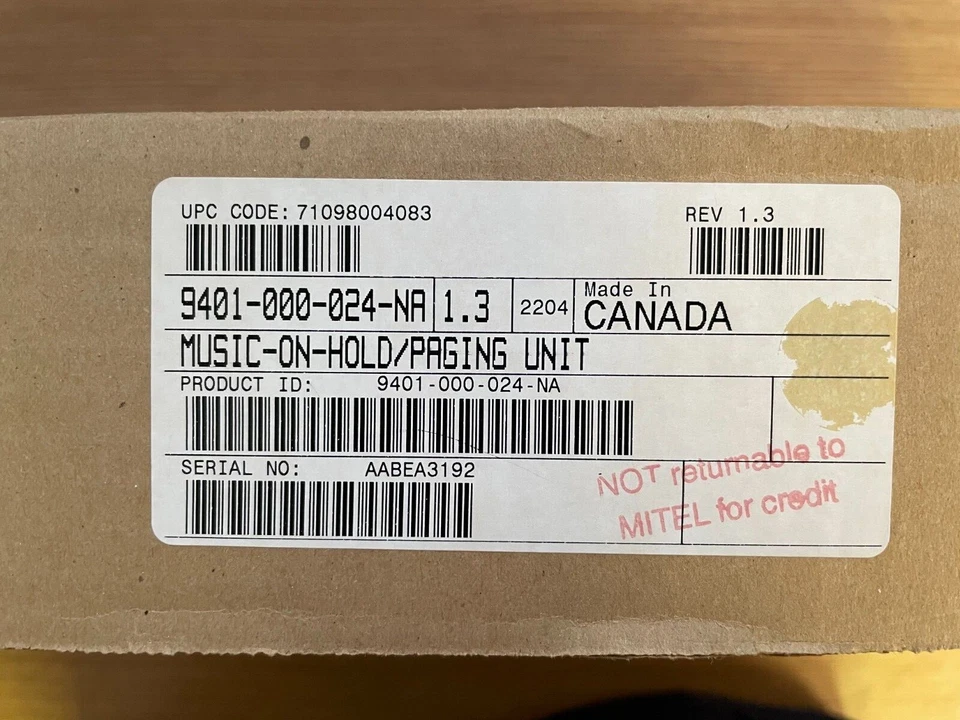 UPC CODE: 71098004083
REV 1.3
9401-000-024-NA 1.3 2204 Made In CANADA
MUSIC-ON-HOLD/PAGING UNIT
PRODUCT ID: 9401-000-024-NA
SERIAL NO: AABEA3192
NOT returnable to
MITEL for credit